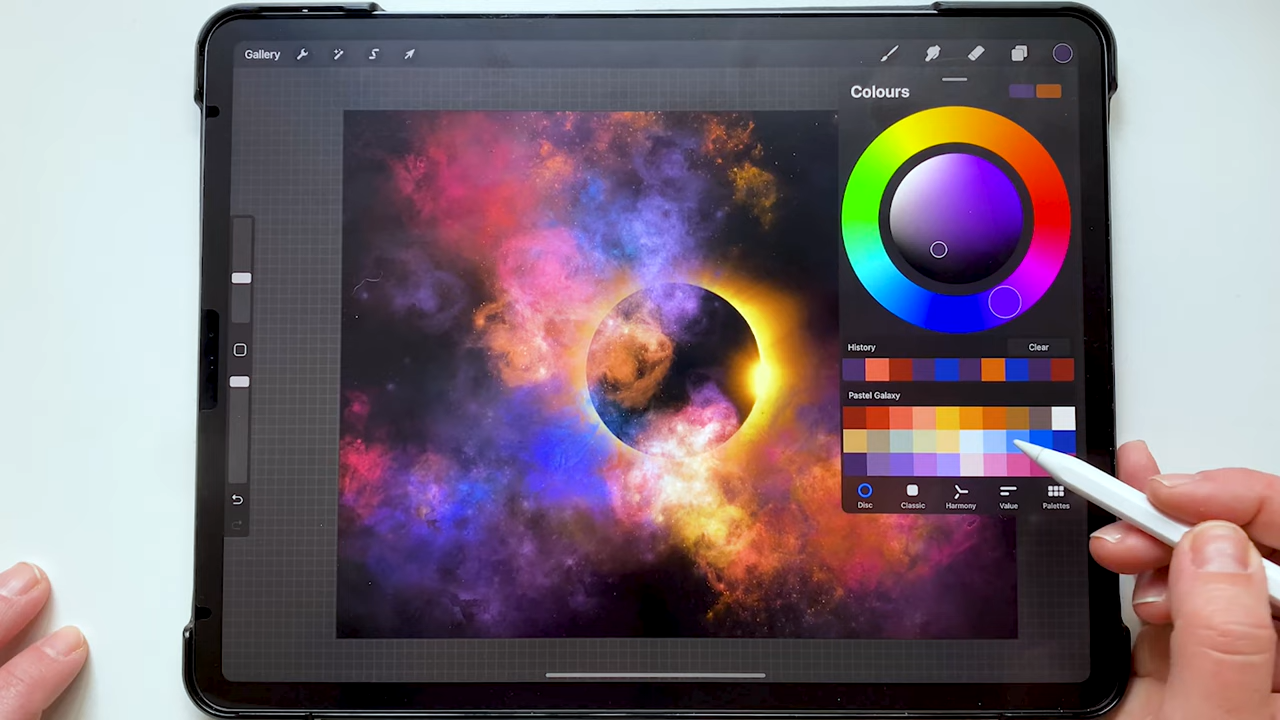 Gallery
Colours
History
Clear
Pastel Galaxy
Disc
Classic
Harmony
Value
Palettes